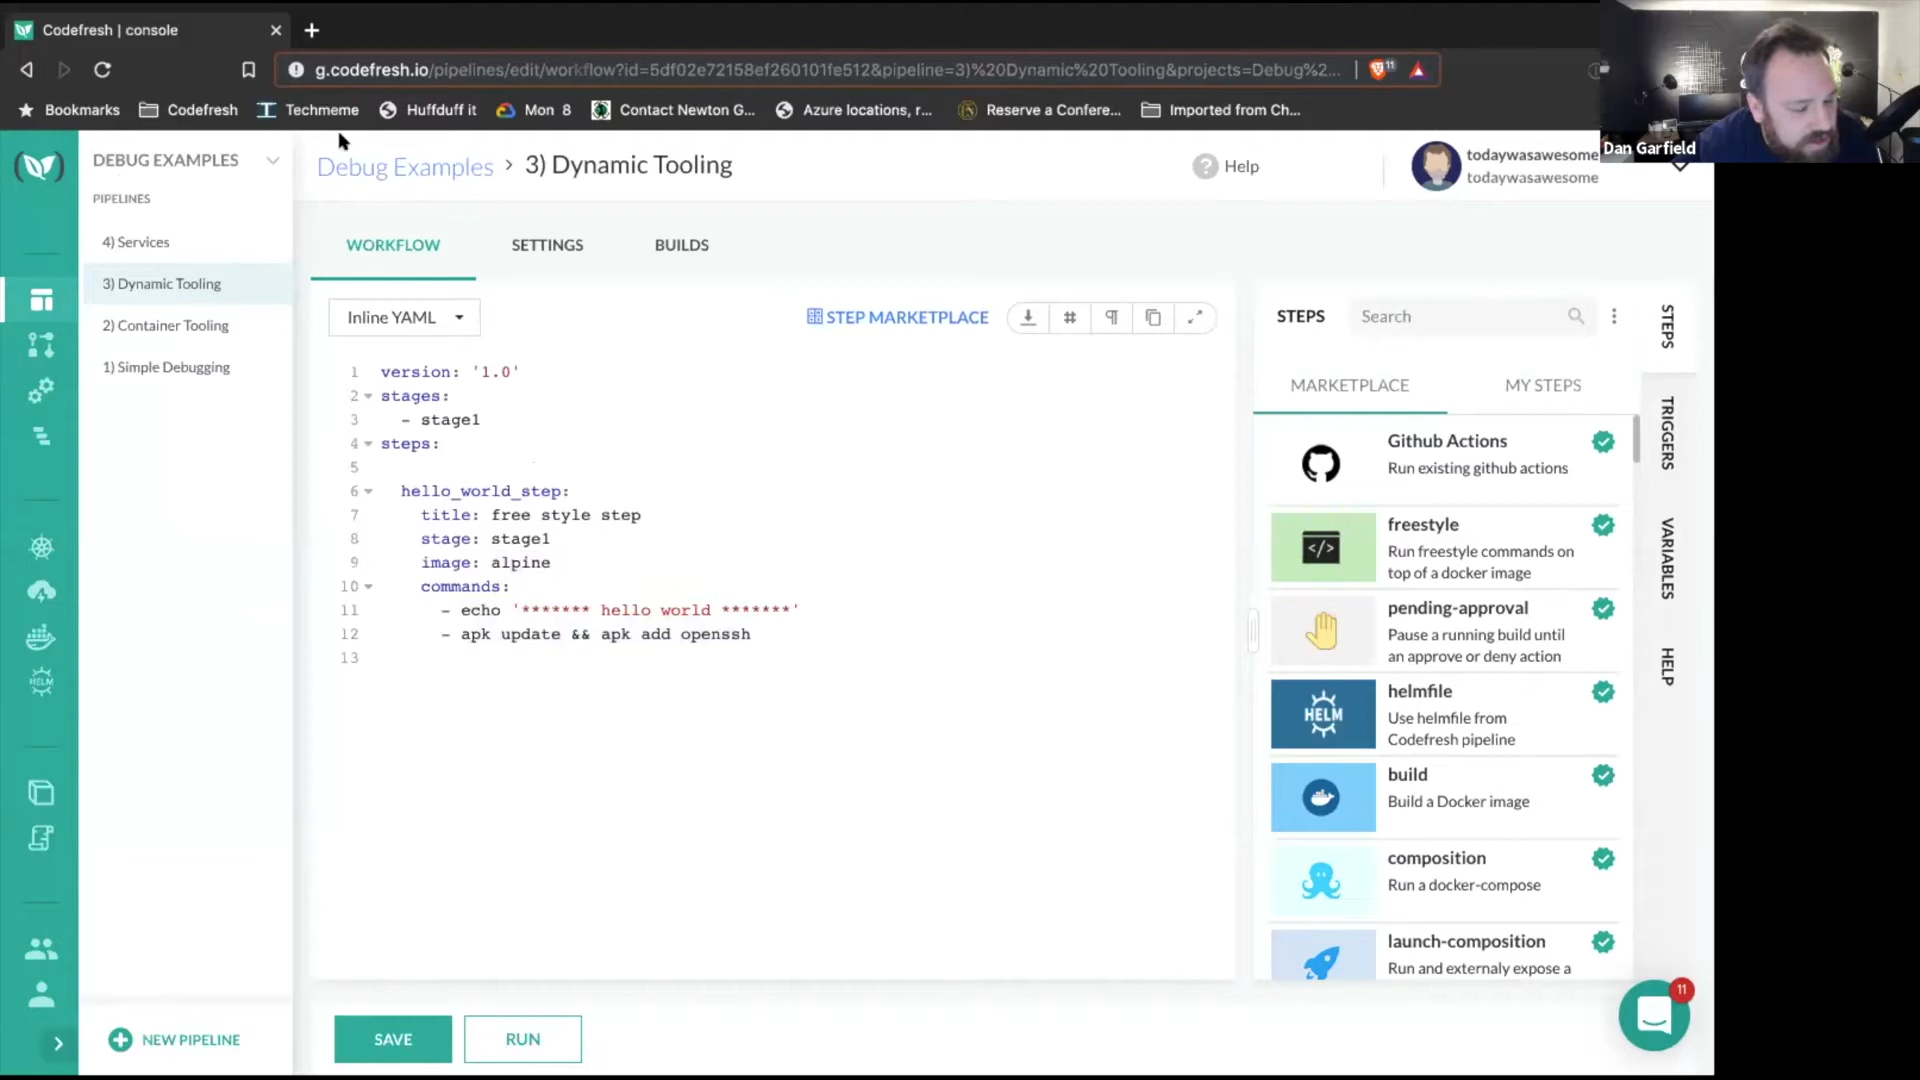 Codefresh | console
g.codefresh.io/pipelines/edit/workflow?id=5df02e72158ef260101fe512&pipeline=3)%20Dynamic%20Tooling&projects=Debug%2...
11
Bookmarks
Codefresh
Techmeme
Huffduff it
Mon 8
Contact Newton G...
Azure locations, r...
Reserve a Confere...
Imported from Ch...
Dan Garfield
DEBUG EXAMPLES
PIPELINES
4) Services
3) Dynamic Tooling
2) Container Tooling
1) Simple Debugging
NEW PIPELINE
HELM
Debug Examples > 3) Dynamic Tooling
? Help
todaywasawesome
todaywasawesome
WORKFLOW
SETTINGS
BUILDS
Inline YAML
STEP MARKETPLACE
1 version: '1.0'
2 stages:
3 - stage1
4 steps:
5
6 hello_world_step:
7 title: free style step
8 stage: stage1
9 image: alpine
10 commands:
11 - echo '******* hello world *******'
12 - apk update && apk add openssh
13
SAVE
RUN
STEPS
Search
MARKETPLACE
MY STEPS
Github Actions
Run existing github actions
freestyle
Run freestyle commands on
top of a docker image
pending-approval
Pause a running build until
an approve or deny action
HELM
helmfile
Use helmfile from
Codefresh pipeline
build
Build a Docker image
composition
Run a docker-compose
launch-composition
Run and externaly expose a
STEPS
TRIGGERS
VARIABLES
HELP
11